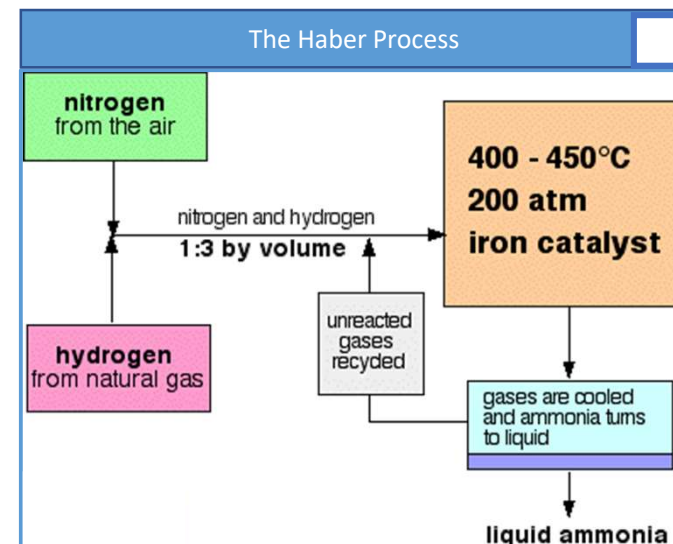 The Haber Process
nitrogen
from the air
400 - 450°C
200 atm
iron catalyst
nitrogen and hydrogen
1:3 by volume
unreacted
gases
recycled
hydrogen
from natural gas
gases are cooled
and ammonia turns
to liquid
liquid ammonia